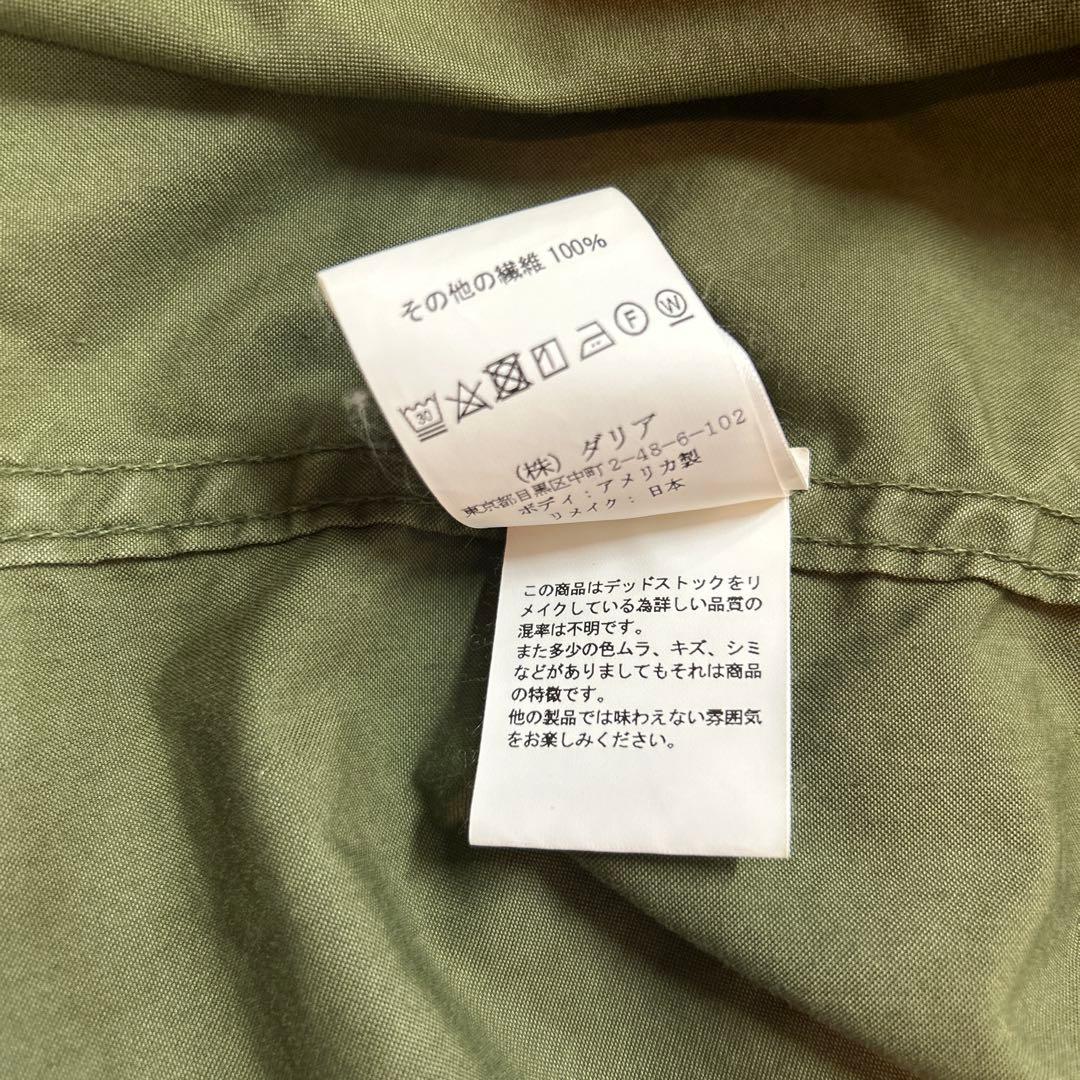 その他の繊維 100%
30 F W
(株) ダリア
東京都目黒区中町2-48-6-102
ボディ:アメリカ製
リメイク:日本
この商品はデッドストックをリ
メイクしている為詳しい品質の
混率は不明です。
また多少の色ムラ、キズ、シミ
などがありましてもそれは商品
の特徴です。
他の製品では味わえない雰囲気
をお楽しみください。